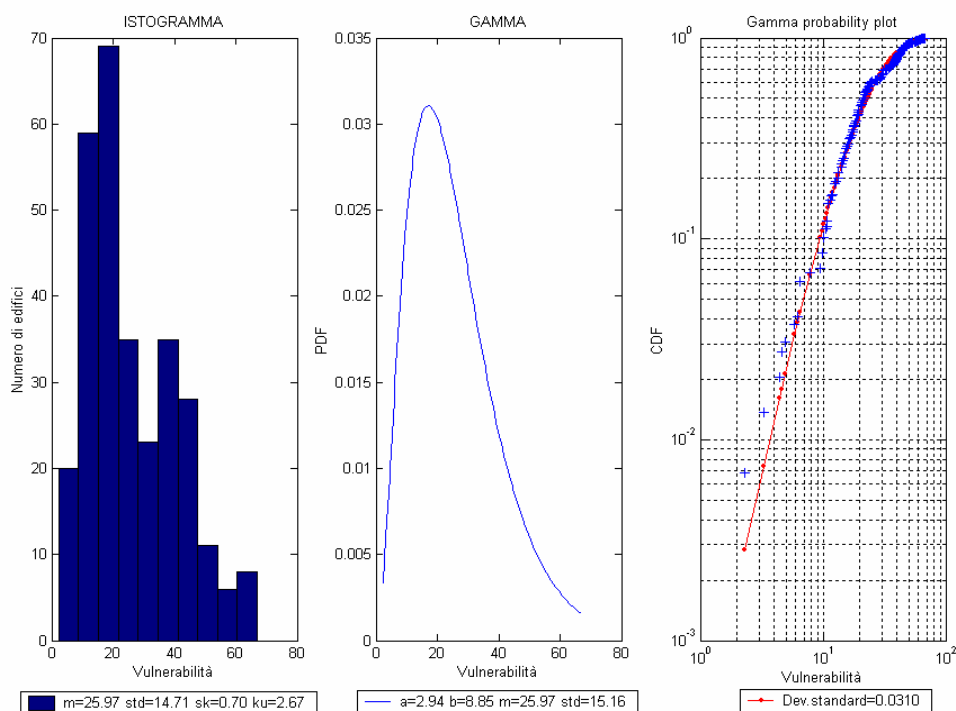 ISTOGRAMMA
70
60
50
40
30
20
10
0
Numero di edifici
0 20 40 60 80
Vulnerabilità
m=25.97 std=14.71 sk=0.70 ku=2.67
GAMMA
0.035
0.03
0.025
0.02
0.015
0.01
0.005
0
PDF
0 20 40 60 80
Vulnerabilità
a=2.94 b=8.85 m=25.97 std=15.16
Gamma probability plot
10^0
10^-1
10^-2
10^-3
CDF
10^0 10^1 10^2
Vulnerabilità
Dev.standard=0.0310